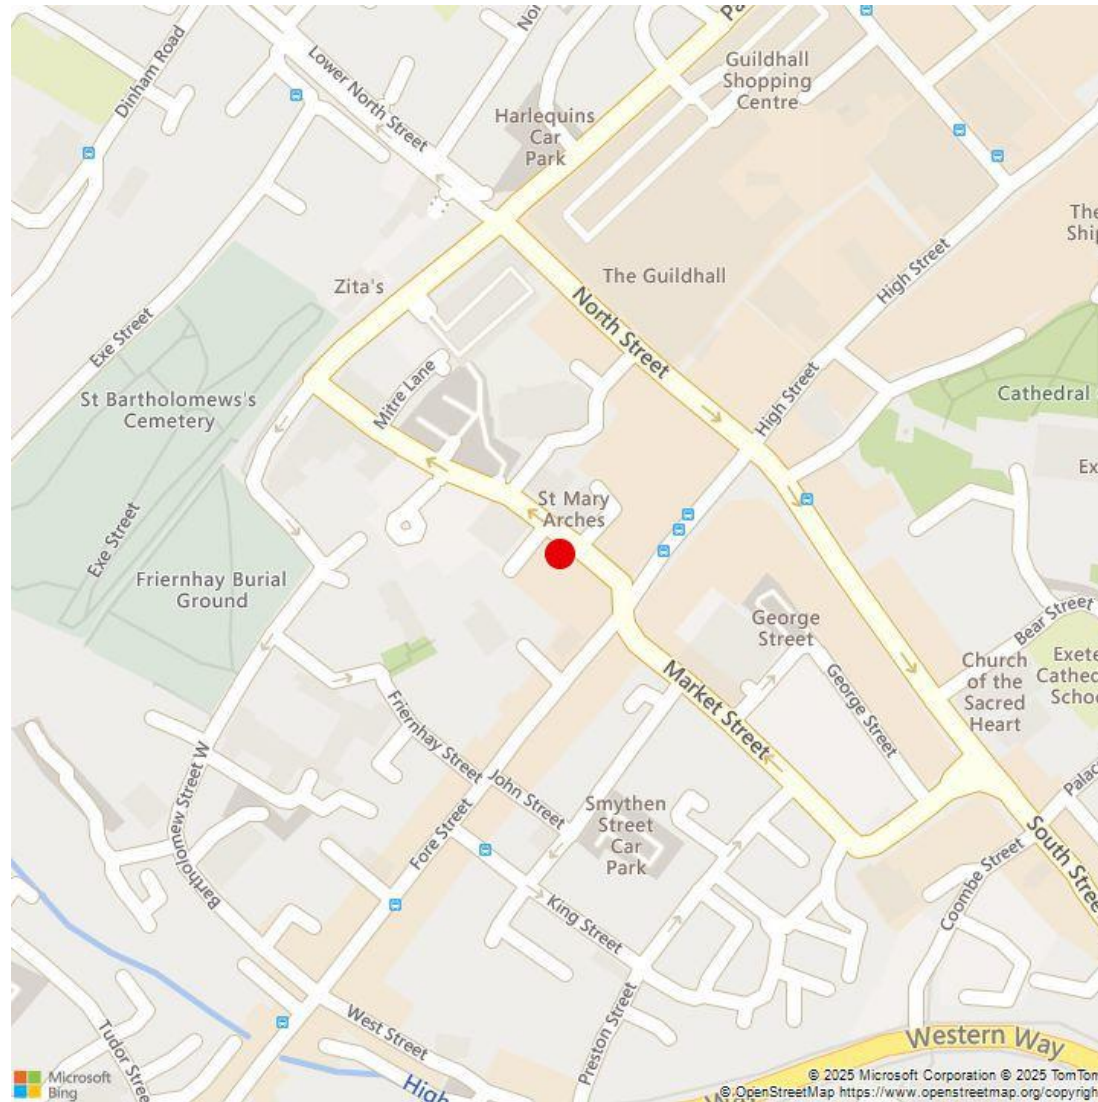 Dinham Road
Lower North Street
Guildhall
Shopping
Centre
Harlequins
Car
Park
High Street
The Guildhall
Zita's
North Street
Exe Street
Mitre Lane
St Bartholomews's
Cemetery
High Street
Cathedral
St Mary
Arches
Exe Street
Friernhay Burial
Ground
George
Street
Bear Street
Church
of the
Sacred
Heart
Market Street
George Street
Friernhay Street
John Street
Bartholomew Street W
Fore Street
Smythen
Street
Car
Park
King Street
Coombe Street
Preston Street
West Street
Western Way
High
Microsoft
Bing
© 2025 Microsoft Corporation © 2025 TomTom
© OpenStreetMap https://www.openstreetmap.org/copyrigh